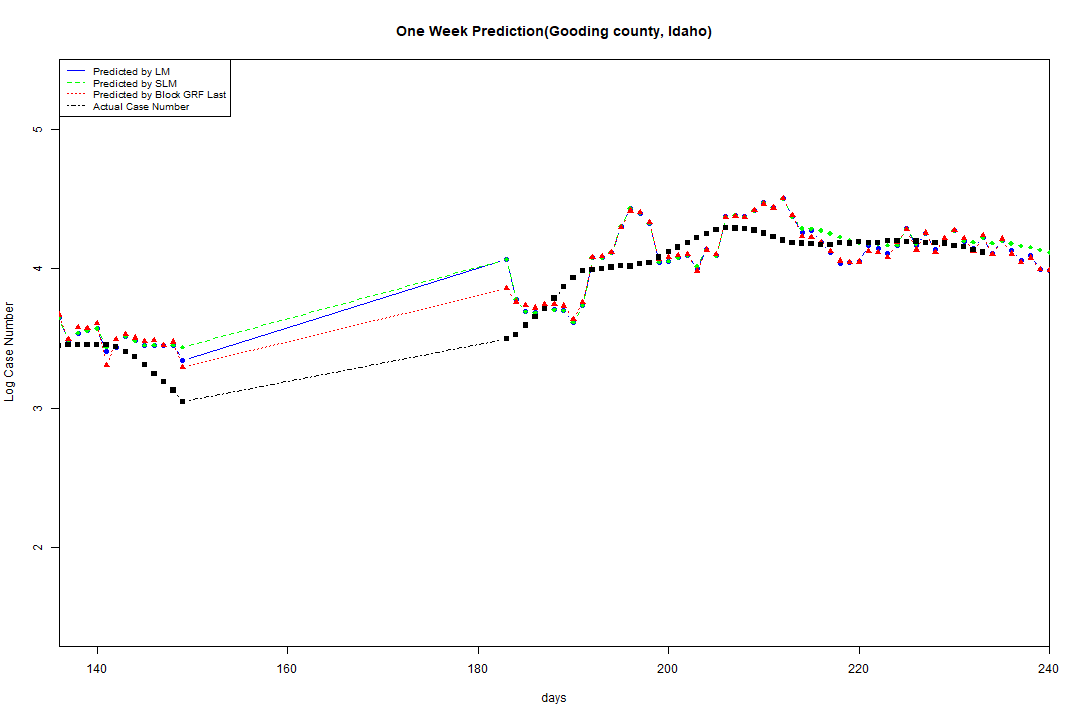 One Week Prediction(Gooding county, Idaho)
Predicted by LM
Predicted by SLM
Predicted by Block GRF Last
Actual Case Number
5
4
3
2
Log Case Number
140 160 180 200 220 240
days